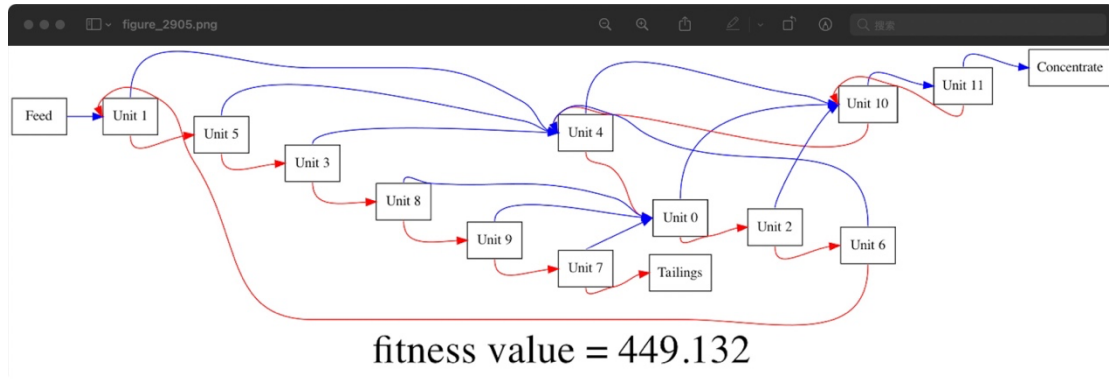 figure_2905.png
搜索
Feed
Unit 1
Unit 5
Unit 3
Unit 8
Unit 9
Unit 7
Unit 4
Unit 0
Tailings
Unit 2
Unit 6
Unit 10
Unit 11
Concentrate
fitness value = 449.132